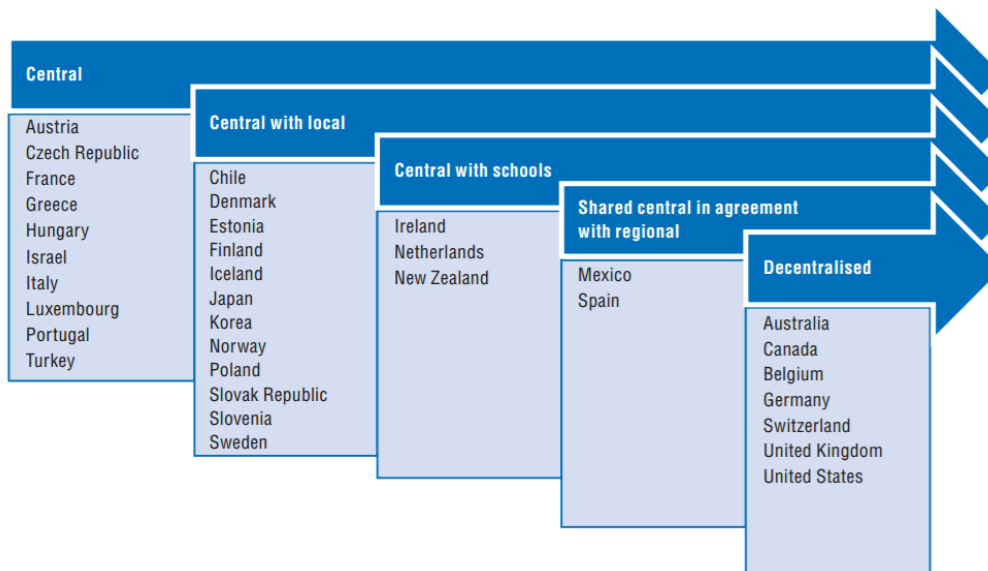 Central
Austria
Czech Republic
France
Greece
Hungary
Israel
Italy
Luxembourg
Portugal
Turkey
Central with local
Chile
Denmark
Estonia
Finland
Iceland
Japan
Korea
Norway
Poland
Slovak Republic
Slovenia
Sweden
Central with schools
Ireland
Netherlands
New Zealand
Shared central in agreement
with regional
Mexico
Spain
Decentralised
Australia
Canada
Belgium
Germany
Switzerland
United Kingdom
United States